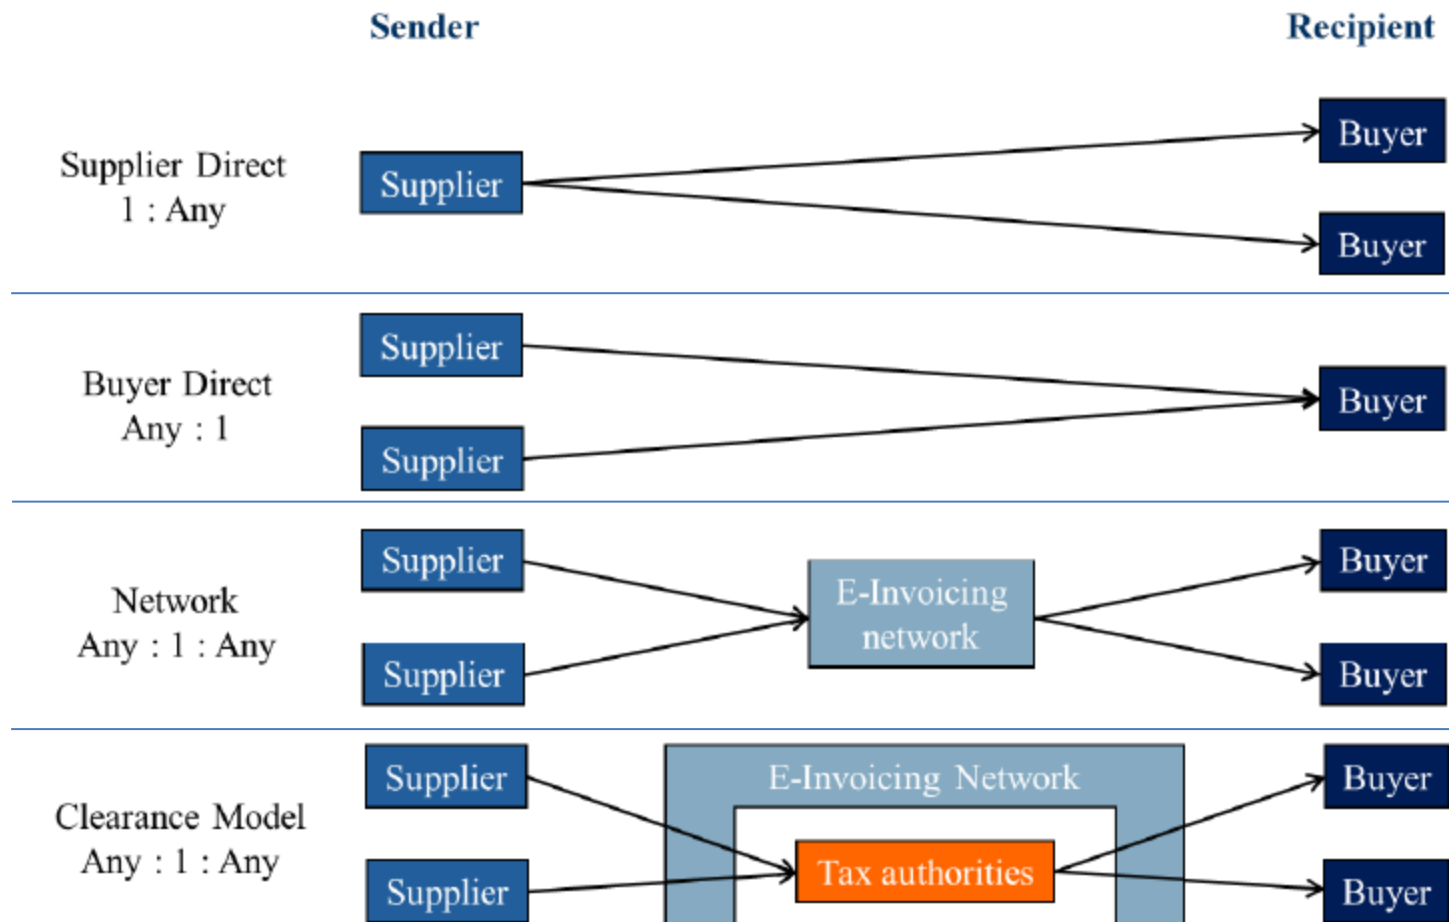 Sender
Recipient
Supplier Direct
1 : Any
Supplier
Buyer
Buyer
Buyer Direct
Any : 1
Supplier
Supplier
Buyer
Network
Any : 1 : Any
Supplier
Supplier
E-Invoicing
network
Buyer
Buyer
Clearance Model
Any : 1 : Any
Supplier
Supplier
E-Invoicing Network
Tax authorities
Buyer
Buyer